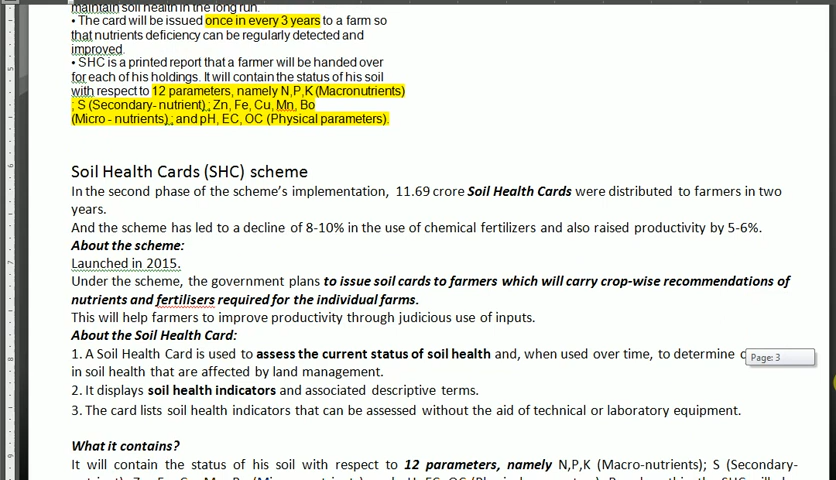 maintain soil health in the long run.
• The card will be issued once in every 3 years to a farm so
that nutrients deficiency can be regularly detected and
improved.
• SHC is a printed report that a farmer will be handed over
for each of his holdings. It will contain the status of his soil
with respect to 12 parameters, namely N,P,K (Macronutrients)
; S (Secondary- nutrient) ; Zn, Fe, Cu, Mn, Bo
(Micro - nutrients) ; and pH, EC, OC (Physical parameters).
Soil Health Cards (SHC) scheme
In the second phase of the scheme’s implementation, 11.69 crore Soil Health Cards were distributed to farmers in two
years.
And the scheme has led to a decline of 8-10% in the use of chemical fertilizers and also raised productivity by 5-6%.
About the scheme:
Launched in 2015.
Under the scheme, the government plans to issue soil cards to farmers which will carry crop-wise recommendations of
nutrients and fertilisers required for the individual farms.
This will help farmers to improve productivity through judicious use of inputs.
About the Soil Health Card:
1. A Soil Health Card is used to assess the current status of soil health and, when used over time, to determine
Page: 3
in soil health that are affected by land management.
2. It displays soil health indicators and associated descriptive terms.
3. The card lists soil health indicators that can be assessed without the aid of technical or laboratory equipment.
What it contains?
It will contain the status of his soil with respect to 12 parameters, namely N,P,K (Macro-nutrients); S (Secondary-